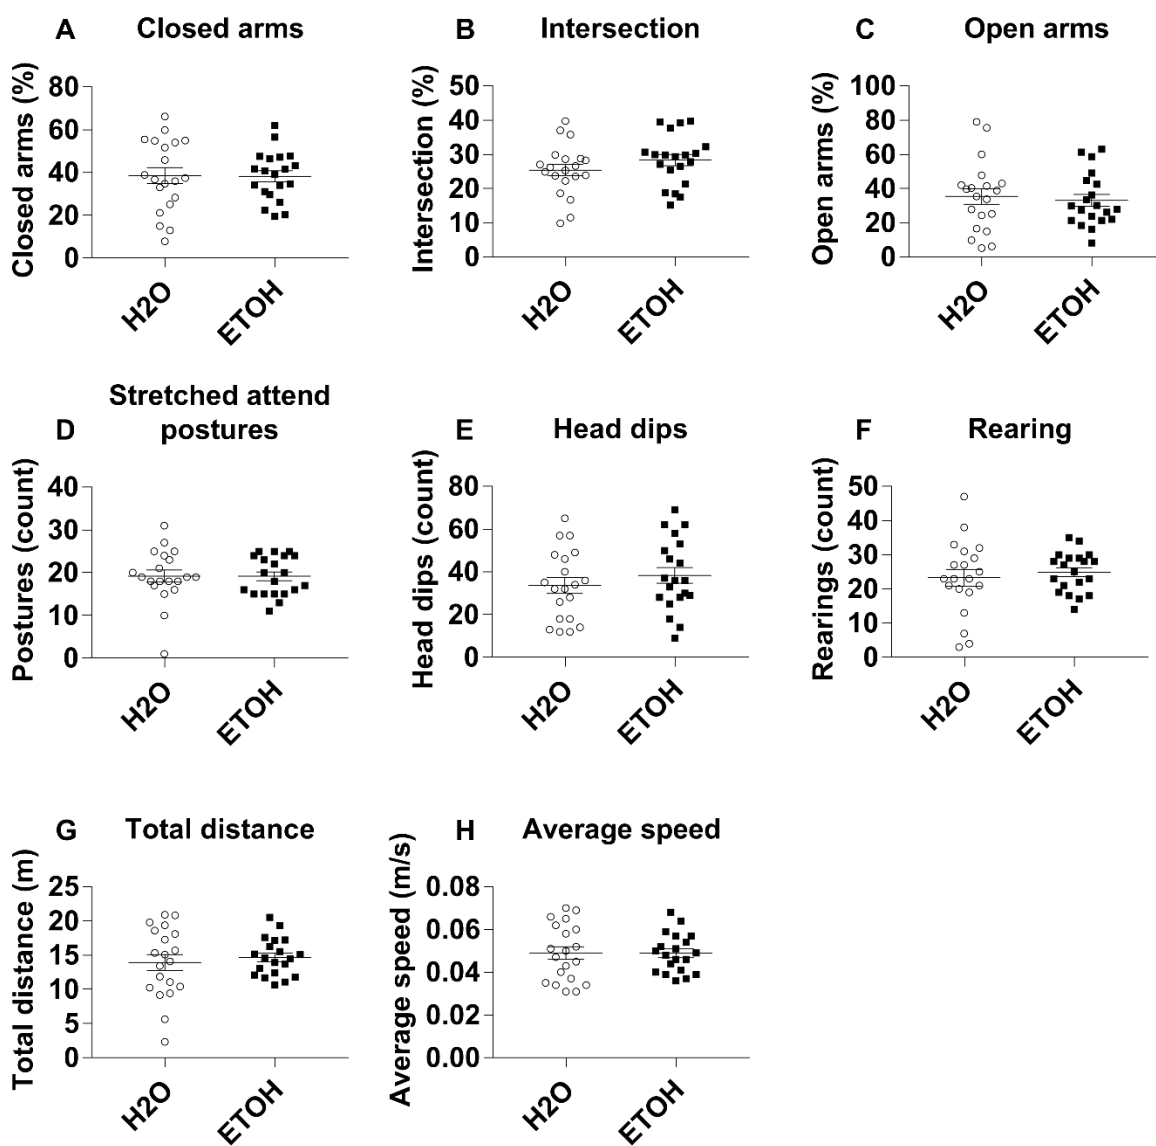 A Closed arms
Closed arms (%)
80
60
40
20
0
H2O
ETOH
B Intersection
Intersection (%)
50
40
30
20
10
0
H2O
ETOH
C Open arms
Open arms (%)
100
80
60
40
20
0
H2O
ETOH
D Stretched attend
postures
Postures (count)
40
30
20
10
0
H2O
ETOH
E Head dips
Head dips (count)
80
60
40
20
0
H2O
ETOH
F Rearing
Rearings (count)
50
40
30
20
10
0
H2O
ETOH
G Total distance
Total distance (m)
25
20
15
10
5
0
H2O
ETOH
H Average speed
Average speed (m/s)
0.08
0.06
0.04
0.02
0.00
H2O
ETOH